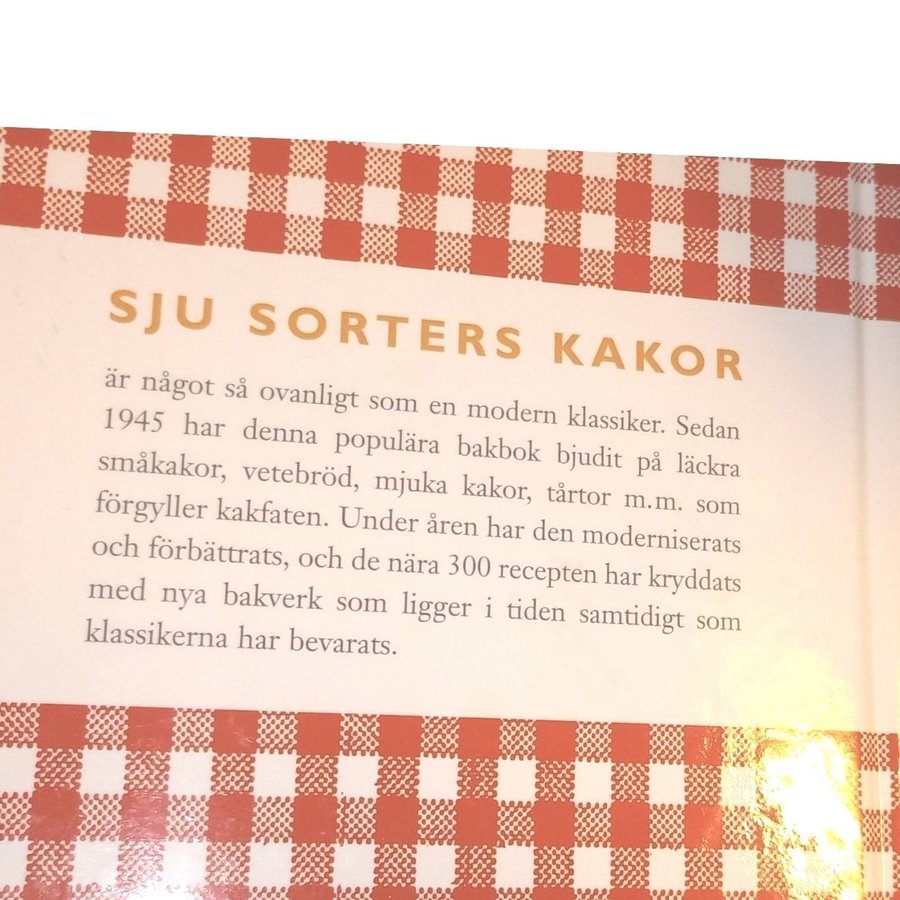 SJU SORTERS KAKOR
är något så ovanligt som en modern klassiker. Sedan
1945 har denna populära bakbok bjudit på läckra
småkakor, vetebröd, mjuka kakor, tårtor m.m. som
förgyller kakfaten. Under åren har den moderniserats
och förbättrats, och de nära 300 recepten har kryddats
med nya bakverk som ligger i tiden samtidigt som
klassikerna har bevarats.